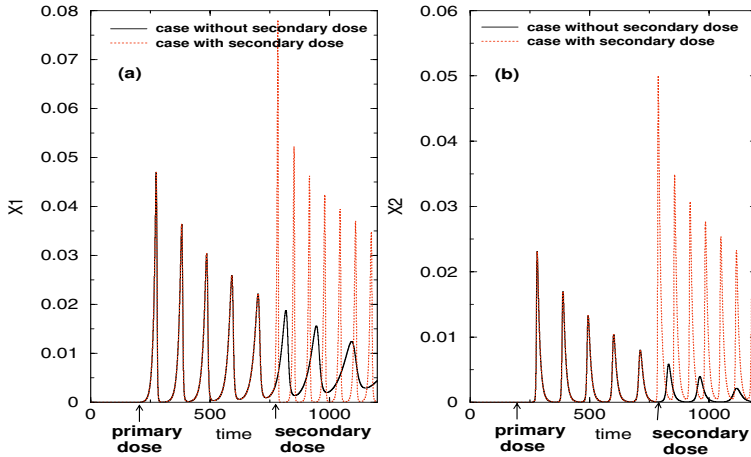 case without secondary dose
case with secondary dose
(a)
0.08
0.07
0.06
0.05
0.04
0.03
0.02
0.01
0
X1
0
500
1000
time
primary
dose
secondary
dose
case without secondary dose
case with secondary dose
(b)
0.06
0.05
0.04
0.03
0.02
0.01
0
X2
0
500
1000
time
primary
dose
secondary
dose